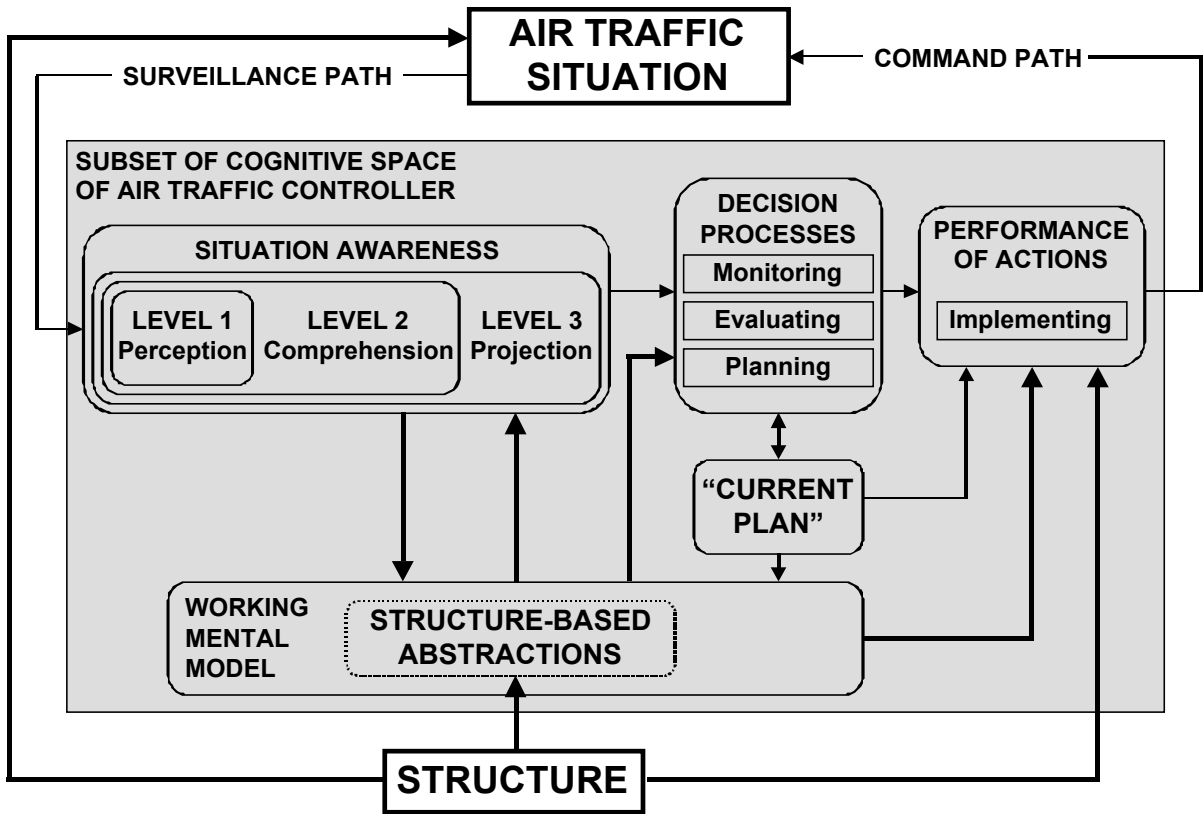 AIR TRAFFIC
SITUATION
SURVEILLANCE PATH
COMMAND PATH
SUBSET OF COGNITIVE SPACE
OF AIR TRAFFIC CONTROLLER
SITUATION AWARENESS
LEVEL 1
Perception
LEVEL 2
Comprehension
LEVEL 3
Projection
DECISION
PROCESSES
Monitoring
Evaluating
Planning
PERFORMANCE
OF ACTIONS
Implementing
“CURRENT
PLAN”
WORKING
MENTAL
MODEL
STRUCTURE-BASED
ABSTRACTIONS
STRUCTURE